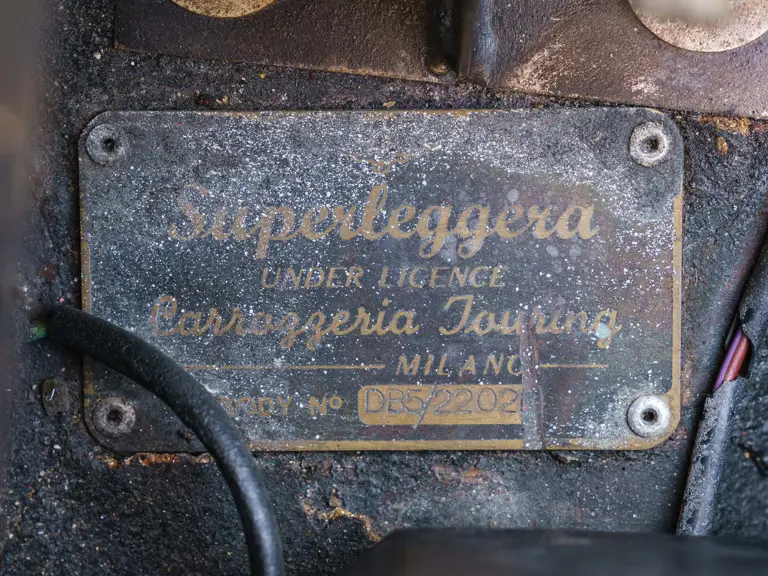 Superleggera
UNDER LICENCE
Carrozzeria Touring
MILANO
BODY Nº DB5/2202